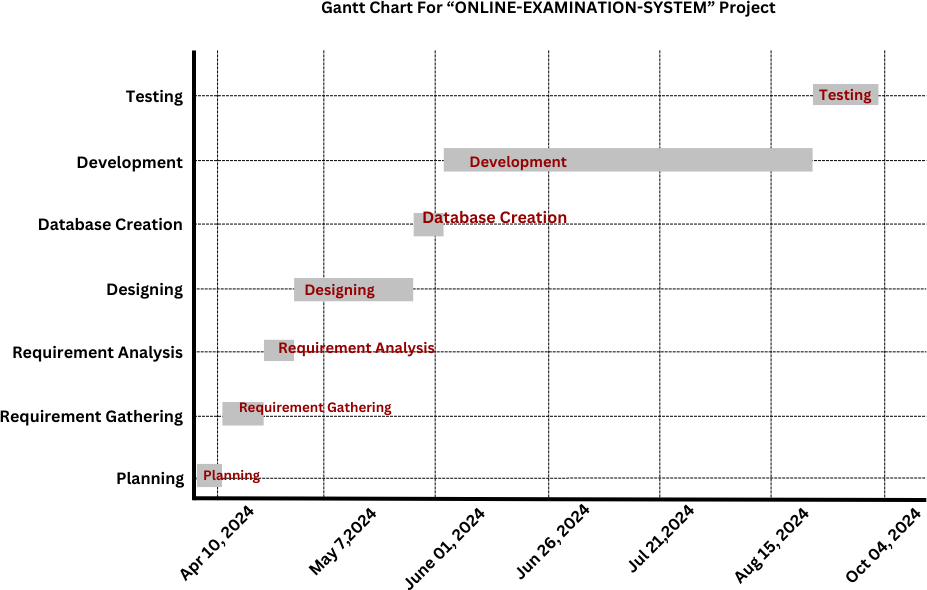 Gantt Chart For “ONLINE-EXAMINATION-SYSTEM” Project
Testing
Testing
Development
Development
Database Creation
Database Creation
Designing
Designing
Requirement Analysis
Requirement Analysis
Requirement Gathering
Requirement Gathering
Planning
Planning
Apr 10, 2024
May 7,2024
June 01, 2024
Jun 26, 2024
Jul 21,2024
Aug 15, 2024
Oct 04, 2024